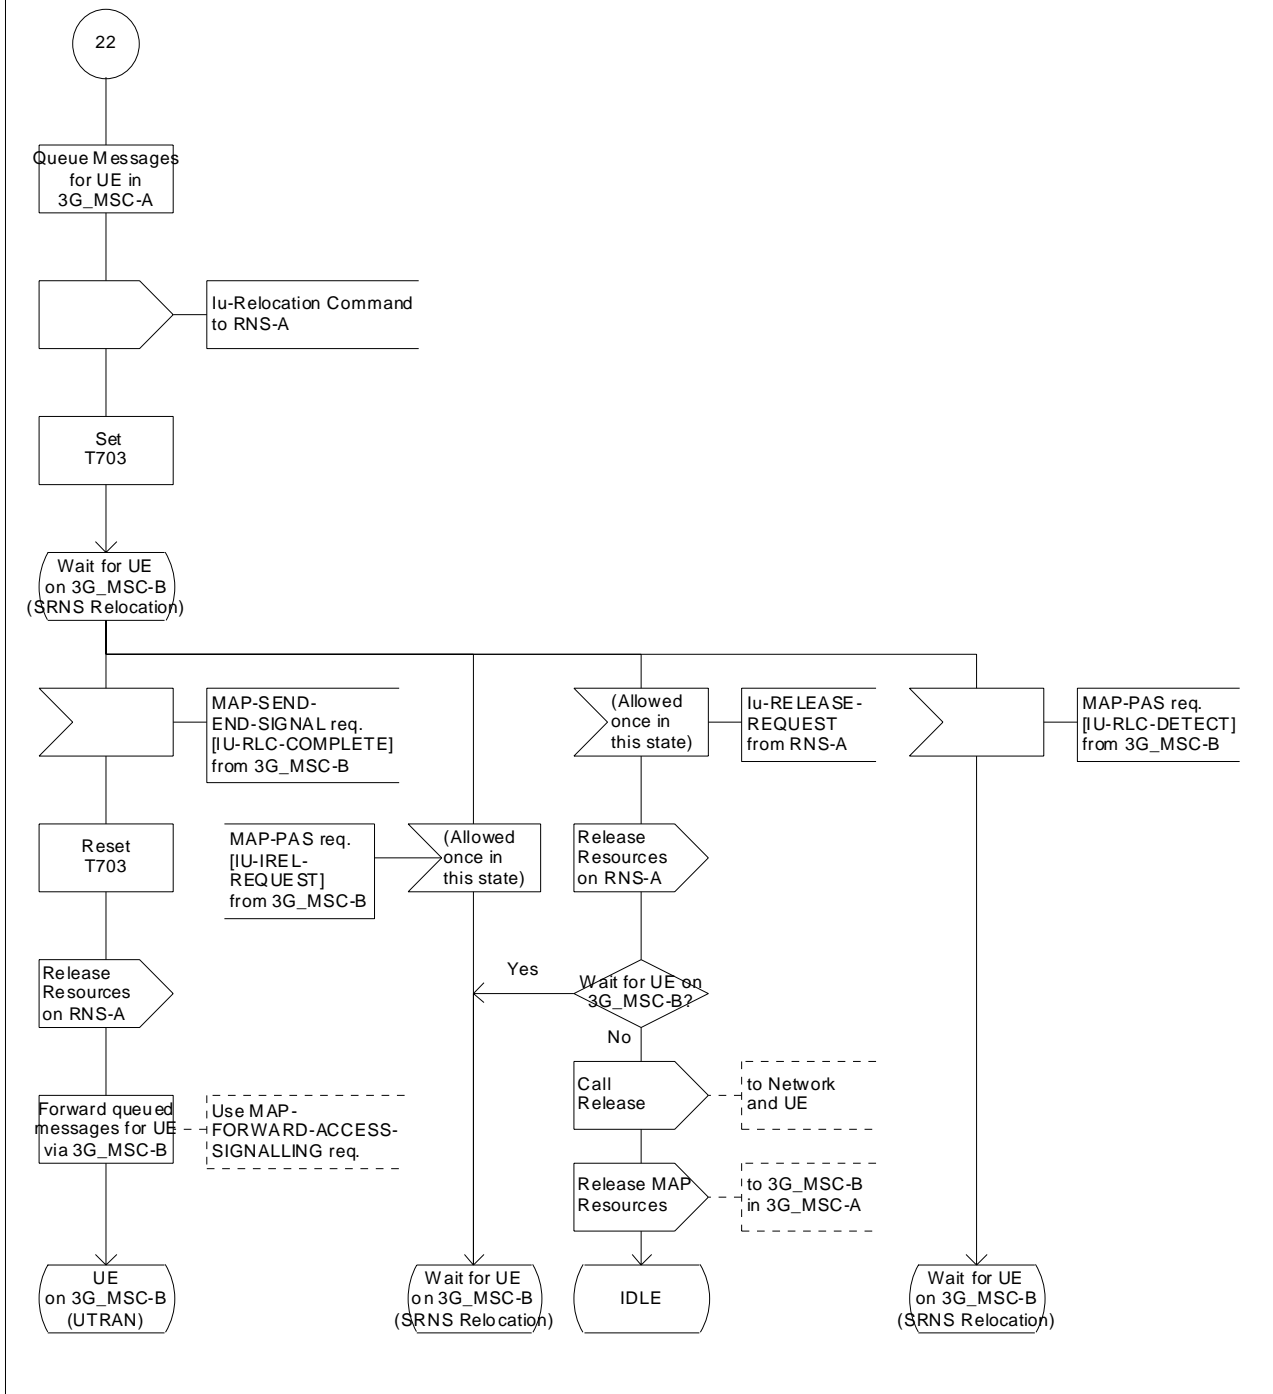 22
Queue Messages
for UE in
3G_MSC-A
Iu-Relocation Command
to RNS-A
Set
T703
Wait for UE
on 3G_MSC-B
(SRNS Relocation)
MAP-SEND-
END-SIGNAL req.
[IU-RLC-COMPLETE]
from 3G_MSC-B
(Allowed
once in
this state)
Iu-RELEASE-
REQUEST
from RNS-A
MAP-PAS req.
[IU-RLC-DETECT]
from 3G_MSC-B
Reset
T703
MAP-PAS req.
[IU-IREL-
REQUEST]
from 3G_MSC-B
(Allowed
once in
this state)
Release
Resources
on RNS-A
Release
Resources
on RNS-A
Yes
Wait for UE on
3G_MSC-B?
No
Call
Release
to Network
and UE
Forward queued
messages for UE
via 3G_MSC-B
Use MAP-
FORWARD-ACCESS-
SIGNALLING req.
Release MAP
Resources
to 3G_MSC-B
in 3G_MSC-A
UE
on 3G_MSC-B
(UTRAN)
Wait for UE
on 3G_MSC-B
(SRNS Relocation)
IDLE
Wait for UE
on 3G_MSC-B
(SRNS Relocation)